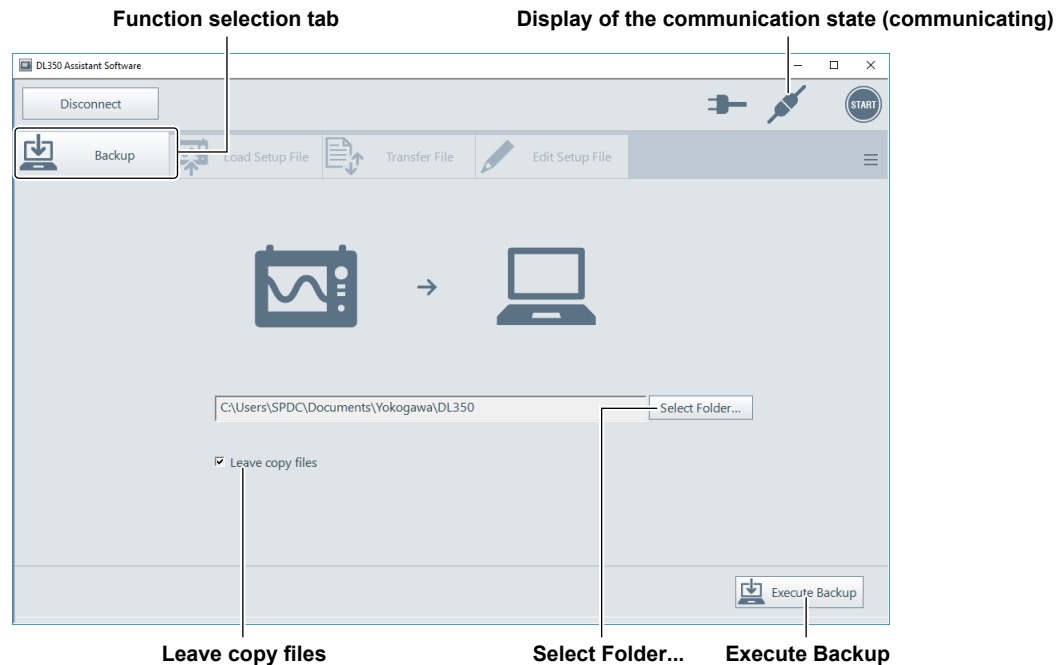 Function selection tab
Display of the communication state (communicating)
DL350 Assistant Software
Disconnect
START
Backup
Load Setup File
Transfer File
Edit Setup File
C:\Users\SPDC\Documents\Yokogawa\DL350
Select Folder...
Leave copy files
Execute Backup
Leave copy files
Select Folder...
Execute Backup